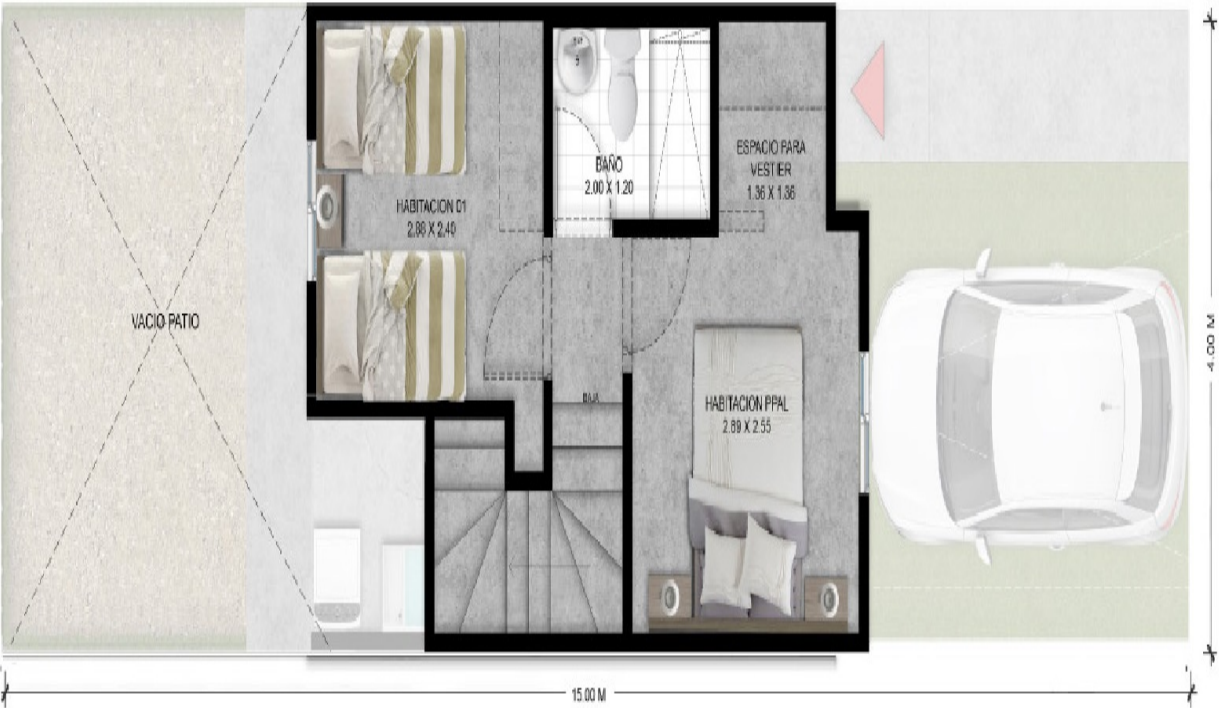 BAÑO
2.00 X 1.20
ESPACIO PARA
VESTIER
1.36 X 1.36
HABITACION 01
2.88 X 2.40
VACIO PATIO
BAJA
HABITACION PPAL
2.89 X 2.55
4.00 M
15.00 M